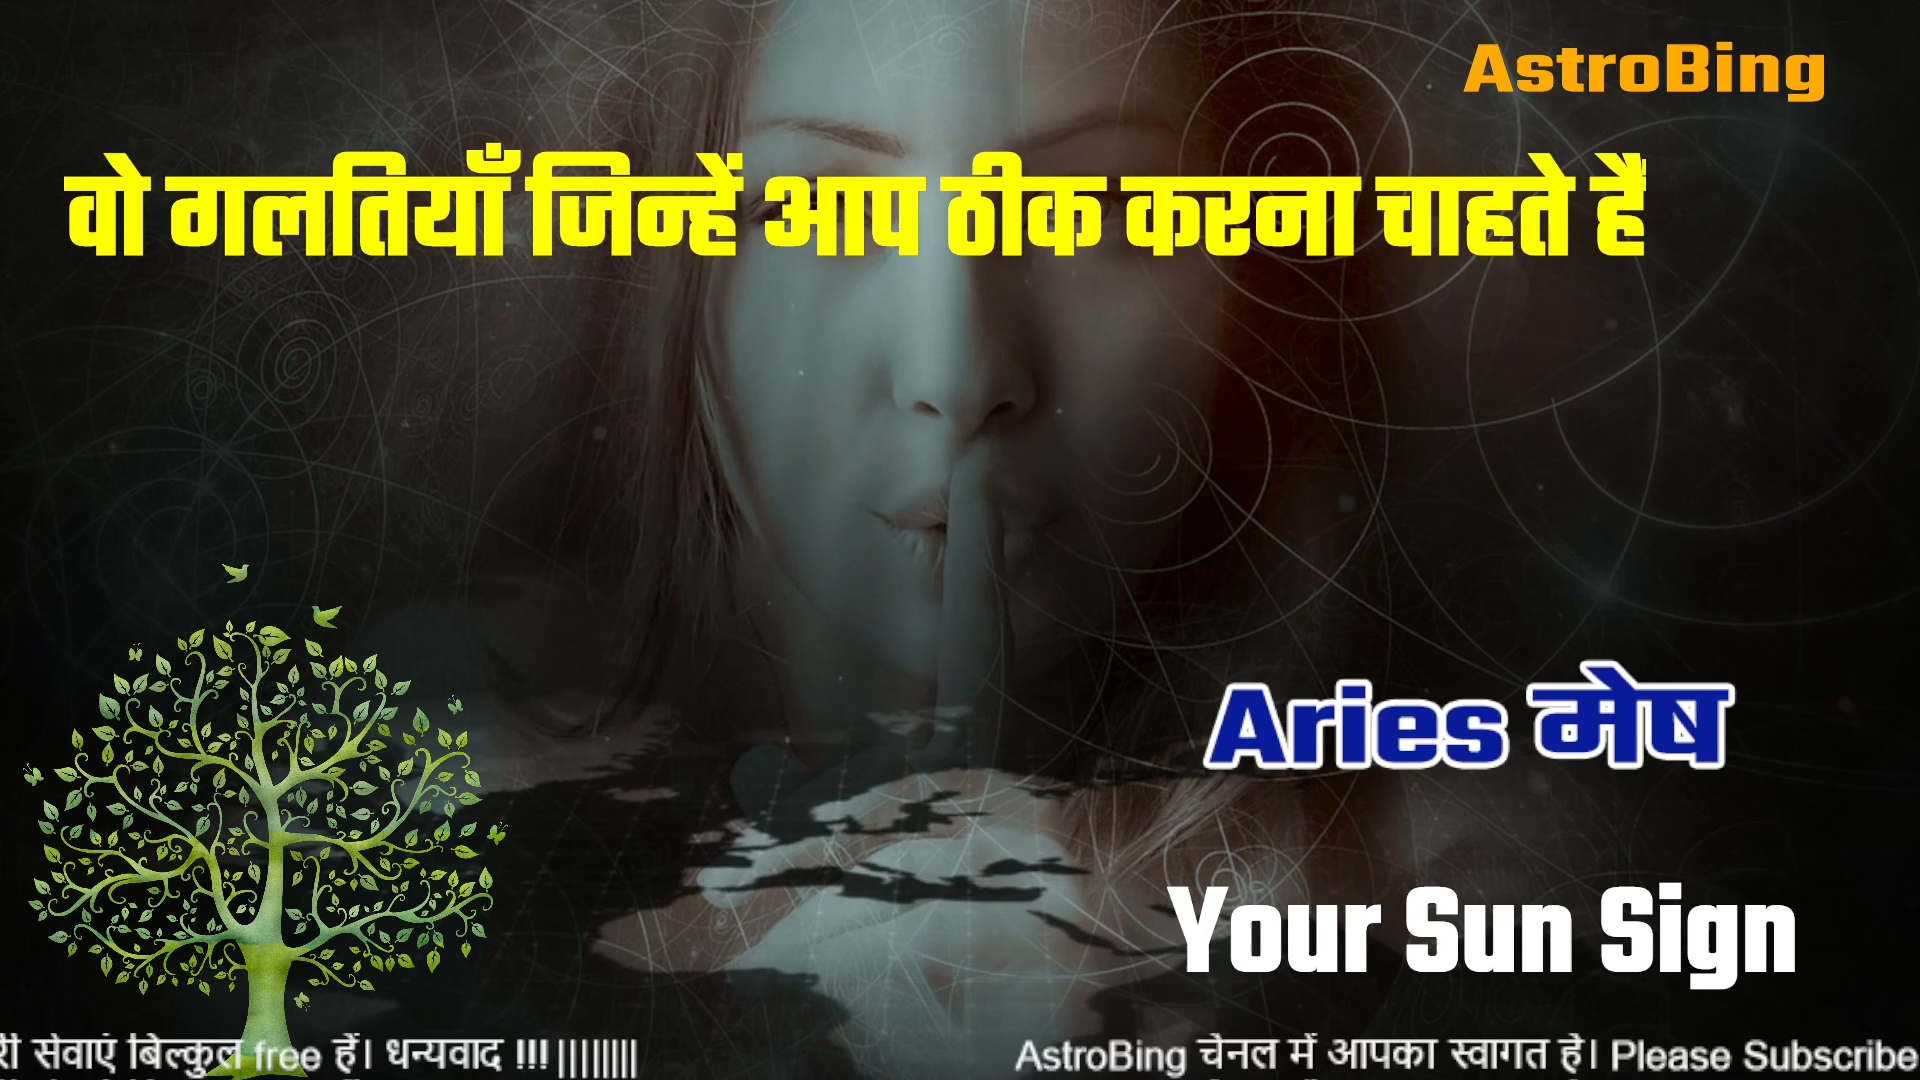 AstroBing
वो गलतियाँ जिन्हें आप ठीक करना चाहते हैं
Aries मेष
Your Sun Sign
री सेवाएं बिल्कुल free हैं। धन्यवाद !!! |||||||| AstroBing चेनल में आपका स्वागत हे। Please Subscribe